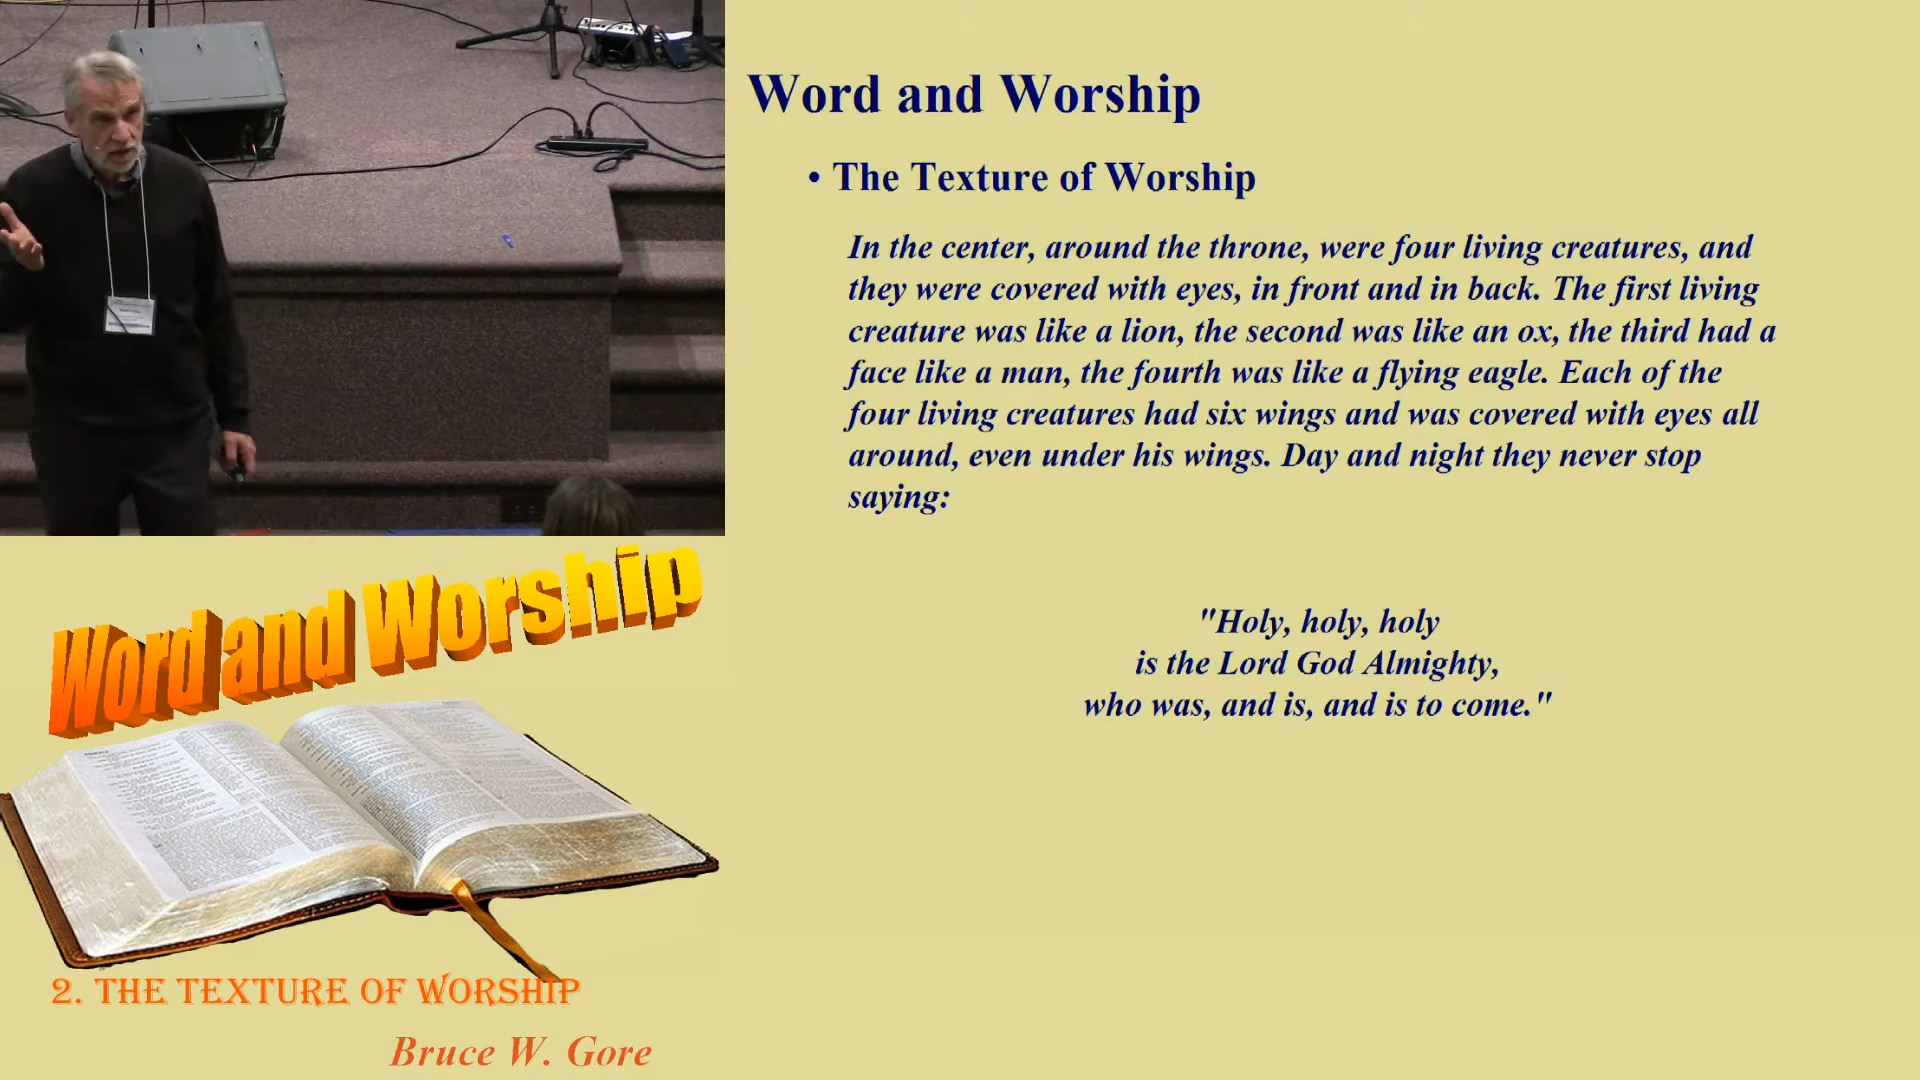 Word and Worship
• The Texture of Worship
In the center, around the throne, were four living creatures, and
they were covered with eyes, in front and in back. The first living
creature was like a lion, the second was like an ox, the third had a
face like a man, the fourth was like a flying eagle. Each of the
four living creatures had six wings and was covered with eyes all
around, even under his wings. Day and night they never stop
saying:
"Holy, holy, holy
is the Lord God Almighty,
who was, and is, and is to come."
Word and Worship
2. The Texture of Worship
Bruce W. Gore